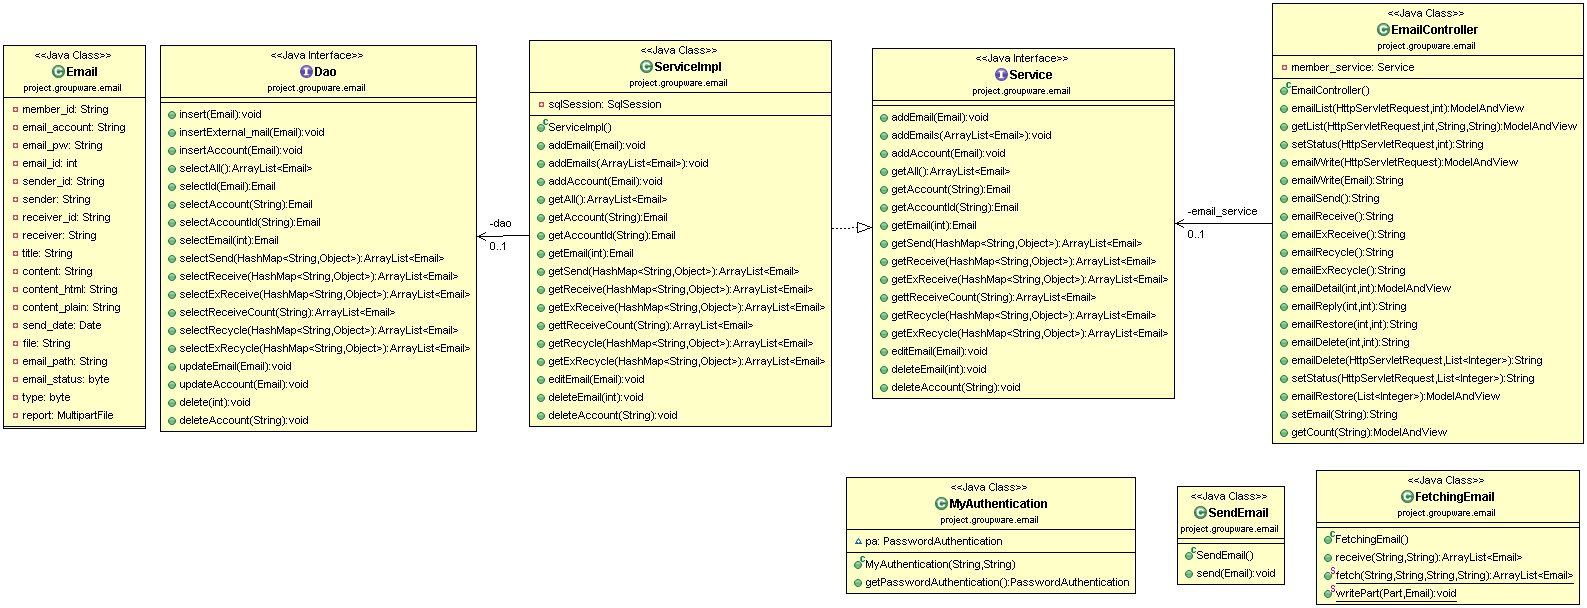 <<Java Class>>
Email
project.groupware.email
member_id: String
email_account: String
email_pw: String
email_id: int
sender_id: String
sender: String
receiver_id: String
receiver: String
title: String
content: String
content_html: String
content_plain: String
send_date: Date
file: String
email_path: String
email_status: byte
type: byte
report: MultipartFile
<<Java Interface>>
Dao
project.groupware.email
insert(Email):void
insertExternal_mail(Email):void
insertAccount(Email):void
selectAll():ArrayList<Email>
selectId(Email):Email
selectAccount(String):Email
selectAccountId(String):Email
selectEmail(int):Email
selectSend(HashMap<String,Object>):ArrayList<Email>
selectReceive(HashMap<String,Object>):ArrayList<Email>
selectExReceive(HashMap<String,Object>):ArrayList<Email>
selectReceiveCount(String):ArrayList<Email>
selectRecycle(HashMap<String,Object>):ArrayList<Email>
selectExRecycle(HashMap<String,Object>):ArrayList<Email>
updateEmail(Email):void
updateAccount(Email):void
delete(int):void
deleteAccount(String):void
-dao
0..1
<<Java Class>>
ServiceImpl
project.groupware.email
sqlSession: SqlSession
ServiceImpl()
addEmail(Email):void
addEmails(ArrayList<Email>):void
addAccount(Email):void
getAll():ArrayList<Email>
getAccount(String):Email
getAccountId(String):Email
getEmail(int):Email
getSend(HashMap<String,Object>):ArrayList<Email>
getReceive(HashMap<String,Object>):ArrayList<Email>
getExReceive(HashMap<String,Object>):ArrayList<Email>
gettReceiveCount(String):ArrayList<Email>
getRecycle(HashMap<String,Object>):ArrayList<Email>
getExRecycle(HashMap<String,Object>):ArrayList<Email>
editEmail(Email):void
deleteEmail(int):void
deleteAccount(String):void
<<Java Interface>>
Service
project.groupware.email
addEmail(Email):void
addEmails(ArrayList<Email>):void
addAccount(Email):void
getAll():ArrayList<Email>
getAccount(String):Email
getAccountId(String):Email
getEmail(int):Email
getSend(HashMap<String,Object>):ArrayList<Email>
getReceive(HashMap<String,Object>):ArrayList<Email>
getExReceive(HashMap<String,Object>):ArrayList<Email>
gettReceiveCount(String):ArrayList<Email>
getRecycle(HashMap<String,Object>):ArrayList<Email>
getExRecycle(HashMap<String,Object>):ArrayList<Email>
editEmail(Email):void
deleteEmail(int):void
deleteAccount(String):void
-email_service
0..1
<<Java Class>>
EmailController
project.groupware.email
member_service: Service
EmailController()
emailList(HttpServletRequest,int):ModelAndView
getList(HttpServletRequest,int,String,String):ModelAndView
setStatus(HttpServletRequest,int):String
emailWrite(HttpServletRequest):ModelAndView
emailWrite(Email):String
emailSend():String
emailReceive():String
emailExReceive():String
emailRecycle():String
emailExRecycle():String
emailDetail(int,int):ModelAndView
emailReply(int,int):String
emailRestore(int,int):String
emailDelete(int,int):String
emailDelete(HttpServletRequest,List<Integer>):String
setStatus(HttpServletRequest,List<Integer>):String
emailRestore(List<Integer>):ModelAndView
setEmail(String):String
getCount(String):ModelAndView
<<Java Class>>
MyAuthentication
project.groupware.email
pa: PasswordAuthentication
MyAuthentication(String,String)
getPasswordAuthentication():PasswordAuthentication
<<Java Class>>
SendEmail
project.groupware.email
SendEmail()
send(Email):void
<<Java Class>>
FetchingEmail
project.groupware.email
FetchingEmail()
receive(String,String):ArrayList<Email>
fetch(String,String,String,String):ArrayList<Email>
writePart(Part,Email):void